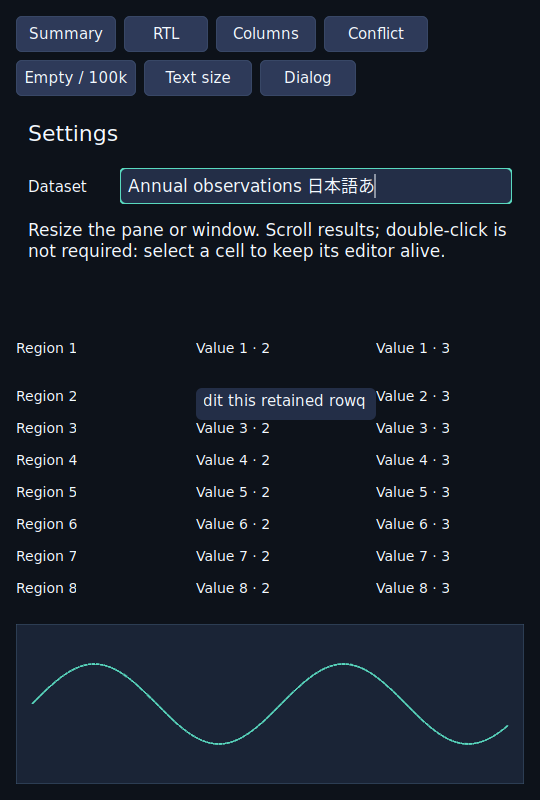 Summary RTL Columns Conflict
Empty / 100k Text size Dialog
Settings
Dataset Annual observations 日本語あ
Resize the pane or window. Scroll results; double-click is
not required: select a cell to keep its editor alive.
Region 1 Value 1 · 2 Value 1 · 3
Region 2 dit this retained rowq Value 2 · 3
Region 3 Value 3 · 2 Value 3 · 3
Region 4 Value 4 · 2 Value 4 · 3
Region 5 Value 5 · 2 Value 5 · 3
Region 6 Value 6 · 2 Value 6 · 3
Region 7 Value 7 · 2 Value 7 · 3
Region 8 Value 8 · 2 Value 8 · 3